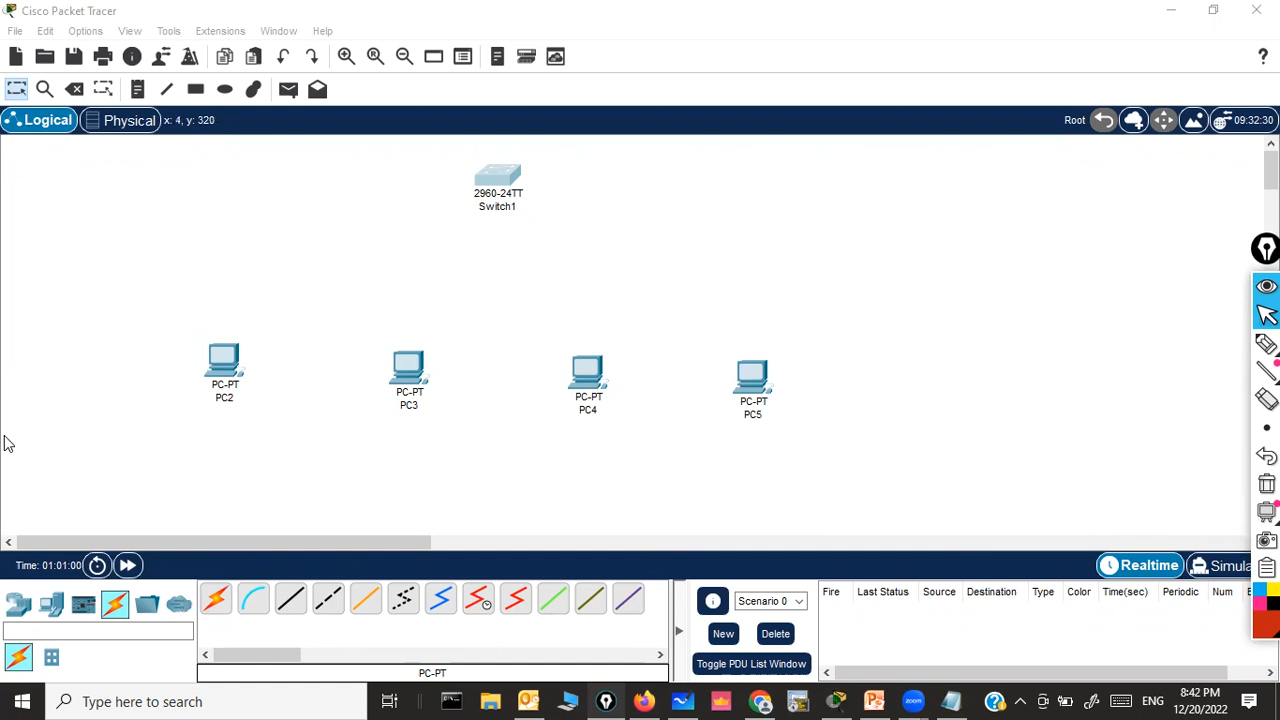 Cisco Packet Tracer
File Edit Options View Tools Extensions Window Help
Logical Physical x: 4, y: 320 Root 09:32:30
2960-24TT
Switch1
PC-PT
PC2
PC-PT
PC3
PC-PT
PC4
PC-PT
PC5
Time: 01:01:00 Realtime Simula
Scenario 0
New Delete
Toggle PDU List Window
Fire Last Status Source Destination Type Color Time(sec) Periodic Num
PC-PT
Type here to search
ENG
8:42 PM
12/20/2022